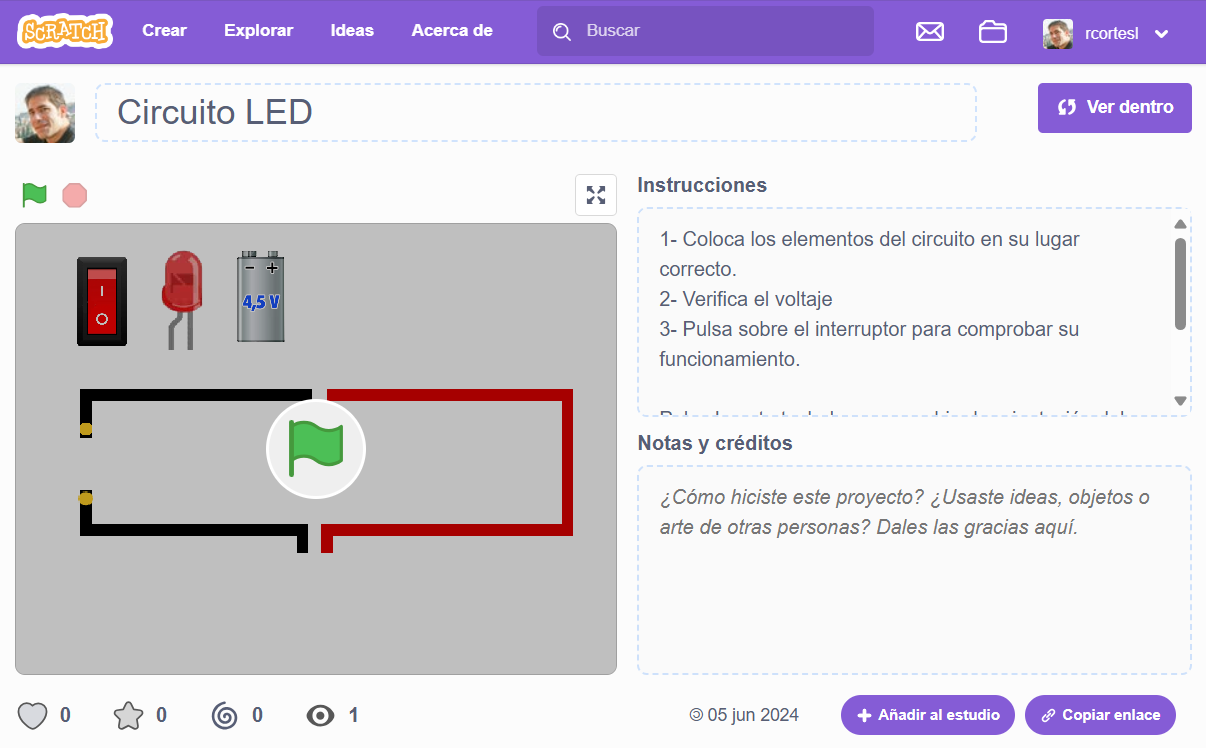 SCRATCH Crear Explorar Ideas Acerca de Buscar rcortesl
Circuito LED
Ver dentro
Instrucciones
1- Coloca los elementos del circuito en su lugar
correcto.
2- Verifica el voltaje
3- Pulsa sobre el interruptor para comprobar su
funcionamiento.
I
O
- +
4,5 V
Notas y créditos
¿Cómo hiciste este proyecto? ¿Usaste ideas, objetos o
arte de otras personas? Dales las gracias aquí.
0 0 0 1
© 05 jun 2024
Añadir al estudio
Copiar enlace